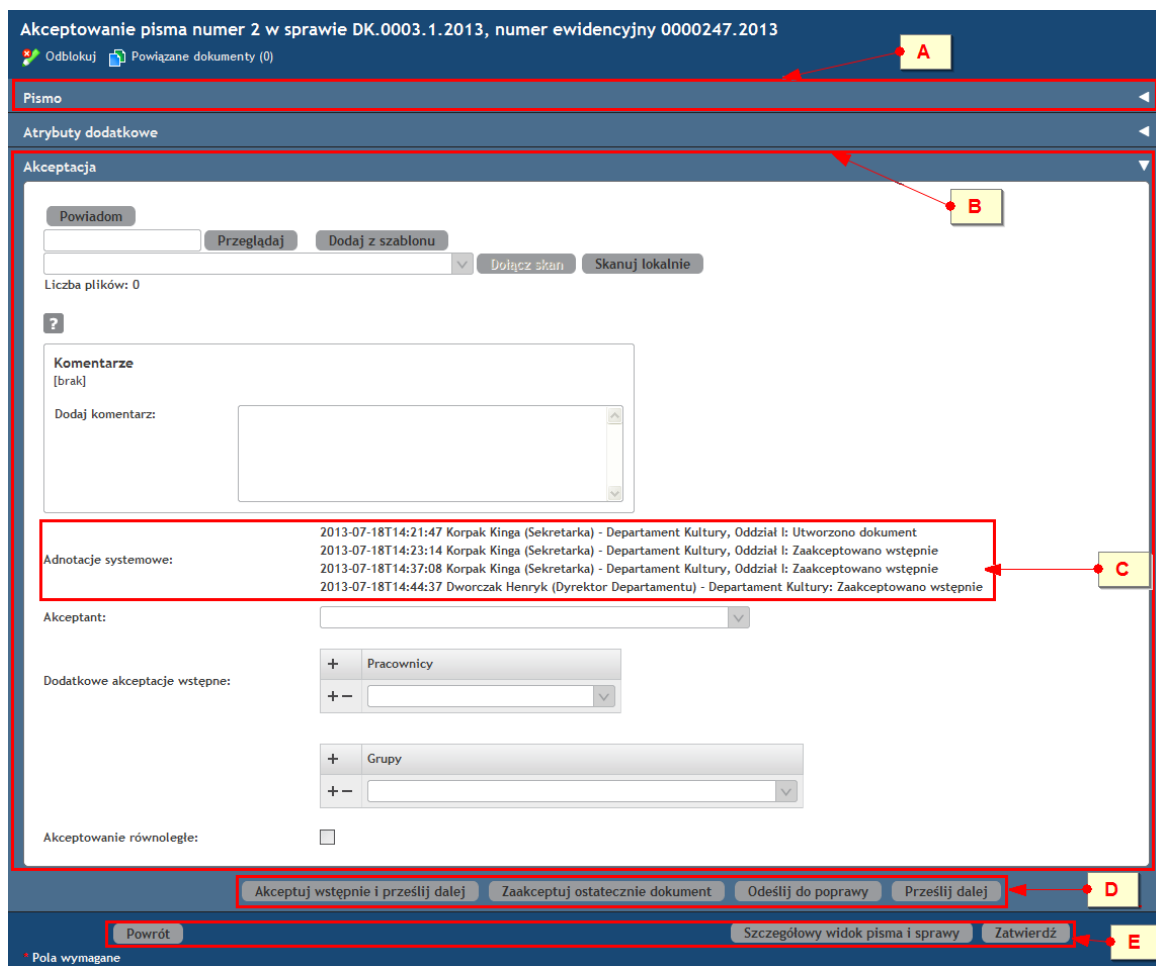 Akceptowanie pisma numer 2 w sprawie DK.0003.1.2013, numer ewidencyjny 0000247.2013
Odblokuj Powiązane dokumenty (0)
A
Pismo
Atrybuty dodatkowe
Akceptacja
B
Powiadom
Przeglądaj Dodaj z szablonu
Dołącz skan Skanuj lokalnie
Liczba plików: 0
?
Komentarze
[brak]
Dodaj komentarz:
Adnotacje systemowe:
2013-07-18T14:21:47 Korpak Kinga (Sekretarka) - Departament Kultury, Oddział I: Utworzono dokument
2013-07-18T14:23:14 Korpak Kinga (Sekretarka) - Departament Kultury, Oddział I: Zaakceptowano wstępnie
2013-07-18T14:37:08 Korpak Kinga (Sekretarka) - Departament Kultury, Oddział I: Zaakceptowano wstępnie
2013-07-18T14:44:37 Dworczak Henryk (Dyrektor Departamentu) - Departament Kultury: Zaakceptowano wstępnie
C
Akceptant:
Dodatkowe akceptacje wstępne:
+ Pracownicy
+ −
+ Grupy
+ −
Akceptowanie równoległe:
Akceptuj wstępnie i prześlij dalej Zaakceptuj ostatecznie dokument Odeślij do poprawy Prześlij dalej
D
Powrót Szczegółowy widok pisma i sprawy Zatwierdź
E
* Pola wymagane